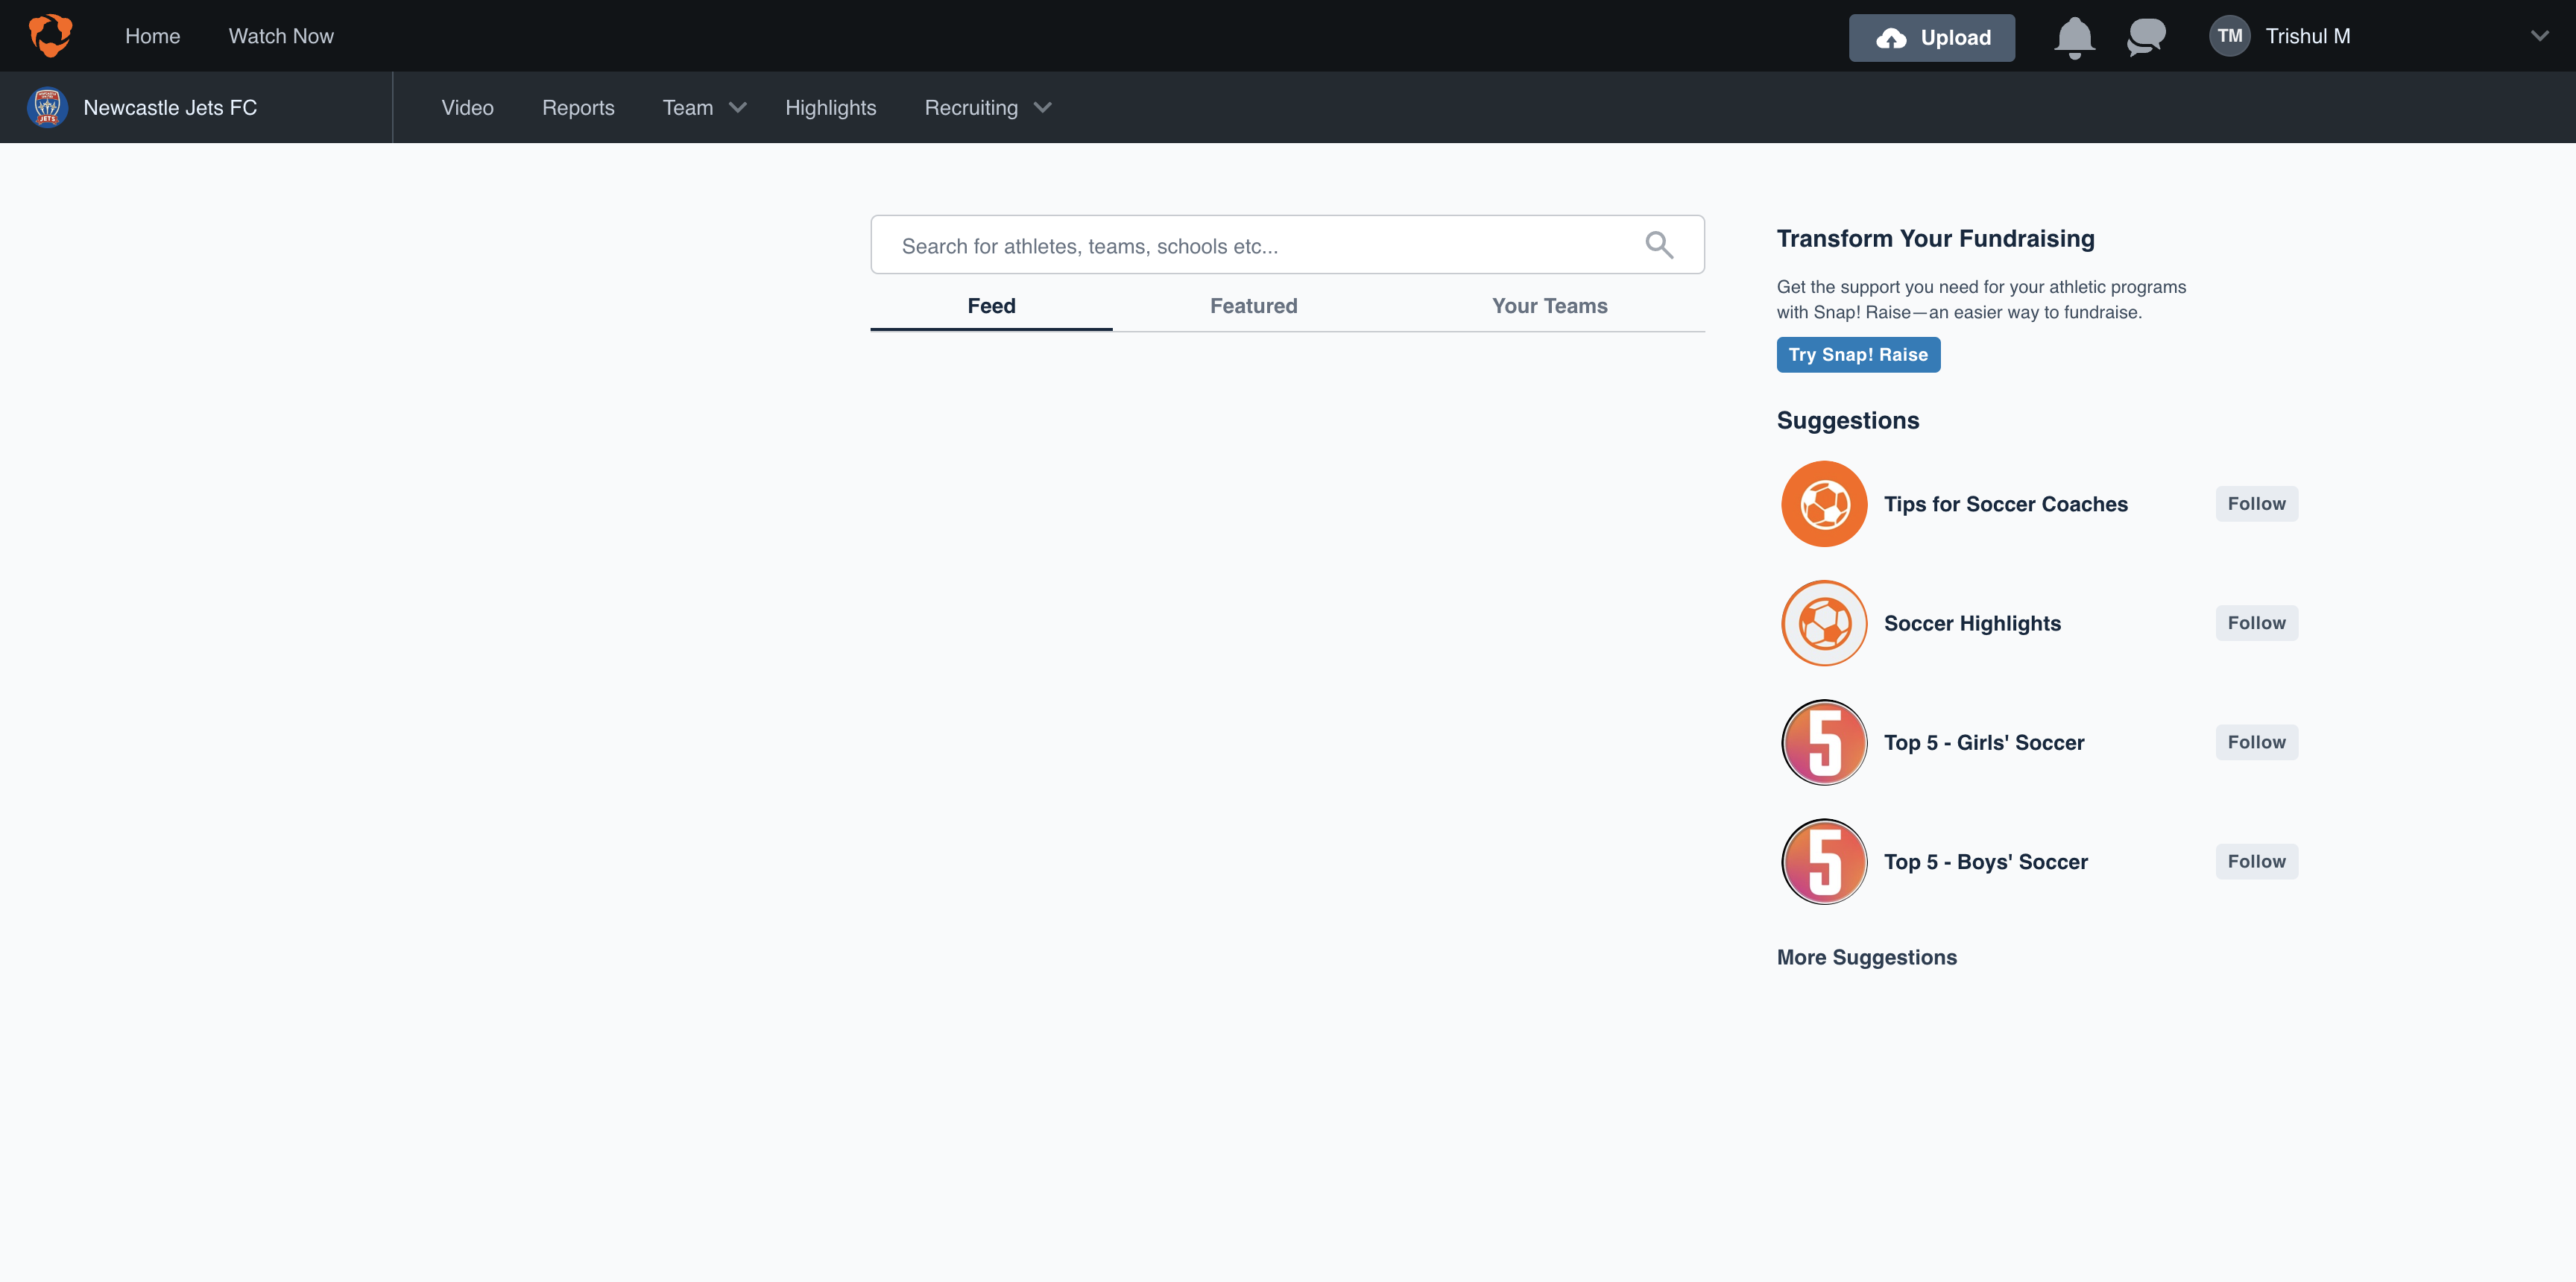 Home
Watch Now
Upload
TM
Trishul M
JETS
Newcastle Jets FC
Video
Reports
Team
Highlights
Recruiting
Search for athletes, teams, schools etc...
Feed
Featured
Your Teams
Transform Your Fundraising
Get the support you need for your athletic programs
with Snap! Raise—an easier way to fundraise.
Try Snap! Raise
Suggestions
Tips for Soccer Coaches
Follow
Soccer Highlights
Follow
5
Top 5 - Girls' Soccer
Follow
5
Top 5 - Boys' Soccer
Follow
More Suggestions